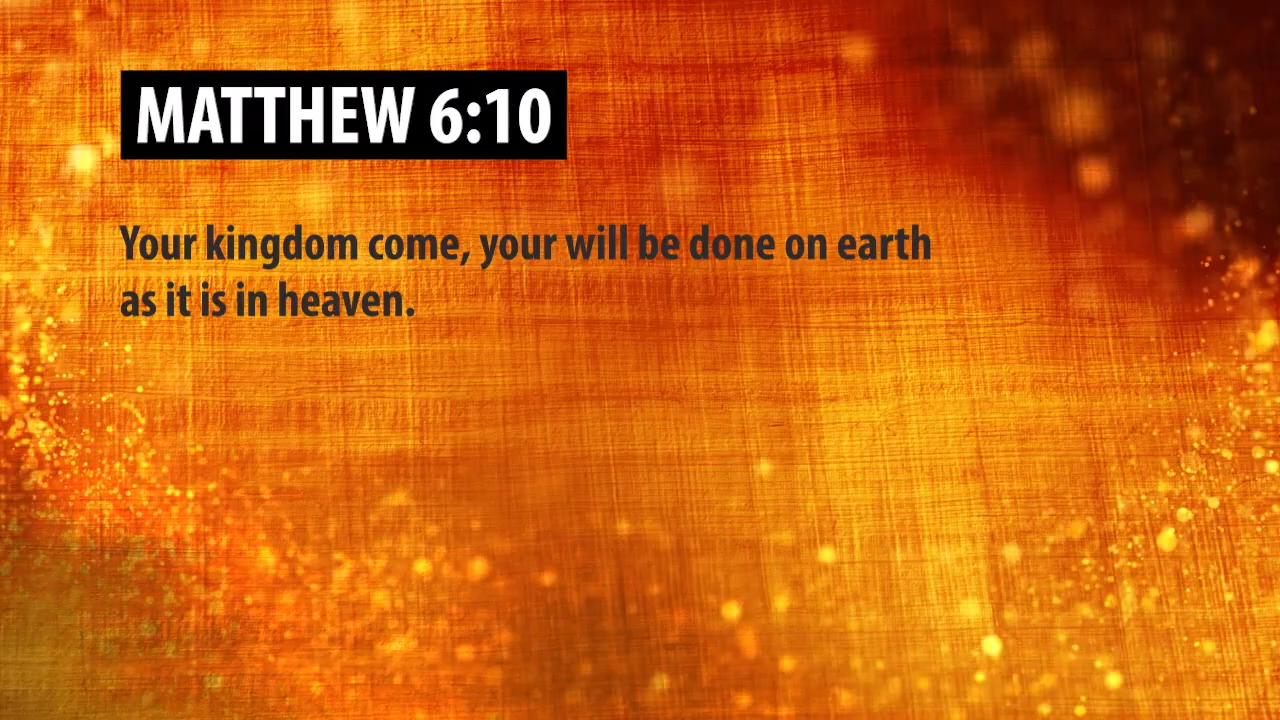 MATTHEW 6:10
Your kingdom come, your will be done on earth
as it is in heaven.